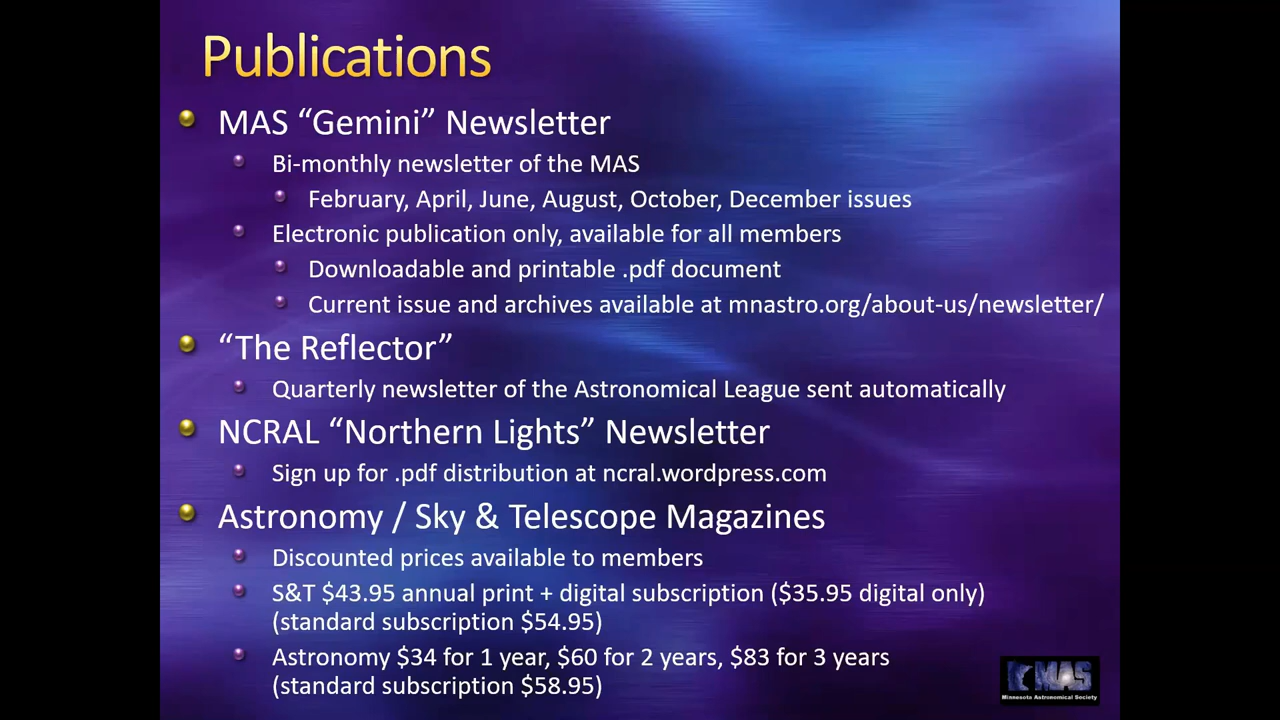 Publications
MAS “Gemini” Newsletter
Bi-monthly newsletter of the MAS
February, April, June, August, October, December issues
Electronic publication only, available for all members
Downloadable and printable .pdf document
Current issue and archives available at mnastro.org/about-us/newsletter/
“The Reflector”
Quarterly newsletter of the Astronomical League sent automatically
NCRAL “Northern Lights” Newsletter
Sign up for .pdf distribution at ncral.wordpress.com
Astronomy / Sky & Telescope Magazines
Discounted prices available to members
S&T $43.95 annual print + digital subscription ($35.95 digital only)
(standard subscription $54.95)
Astronomy $34 for 1 year, $60 for 2 years, $83 for 3 years
(standard subscription $58.95)
MAS
Minnesota Astronomical Society